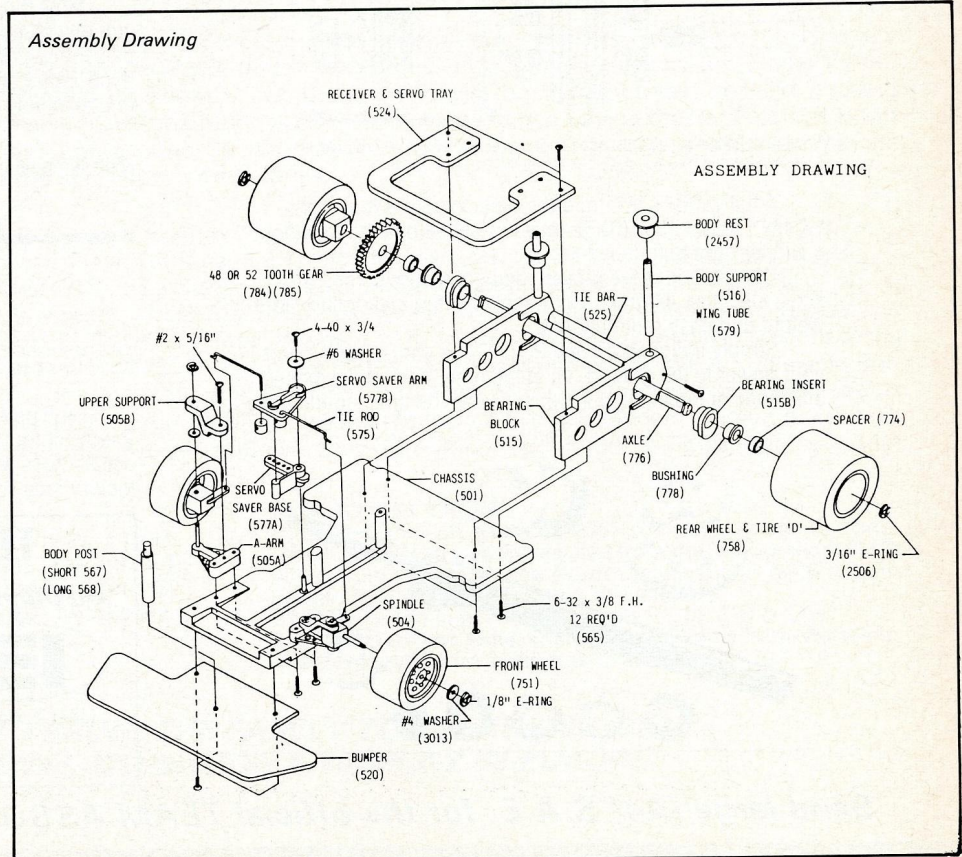 Assembly Drawing
RECEIVER & SERVO TRAY
(524)
ASSEMBLY DRAWING
BODY REST
(2457)
48 OR 52 TOOTH GEAR
(784)(785)
BODY SUPPORT
(516)
WING TUBE
(579)
TIE BAR
(525)
4-40 x 3/4
#2 x 5/16"
#6 WASHER
SERVO SAVER ARM
(577B)
UPPER SUPPORT
(505B)
TIE ROD
(575)
BEARING
BLOCK
(515)
BEARING INSERT
(515B)
AXLE
(776)
SPACER (774)
BUSHING
(778)
CHASSIS
(501)
SERVO
SAVER BASE
(577A)
REAR WHEEL & TIRE 'D'
(758)
3/16" E-RING
(2506)
A-ARM
(505A)
BODY POST
(SHORT 567)
(LONG 568)
SPINDLE
(504)
6-32 x 3/8 F.H.
12 REQ'D
(565)
FRONT WHEEL
(751)
1/8" E-RING
#4 WASHER
(3013)
BUMPER
(520)